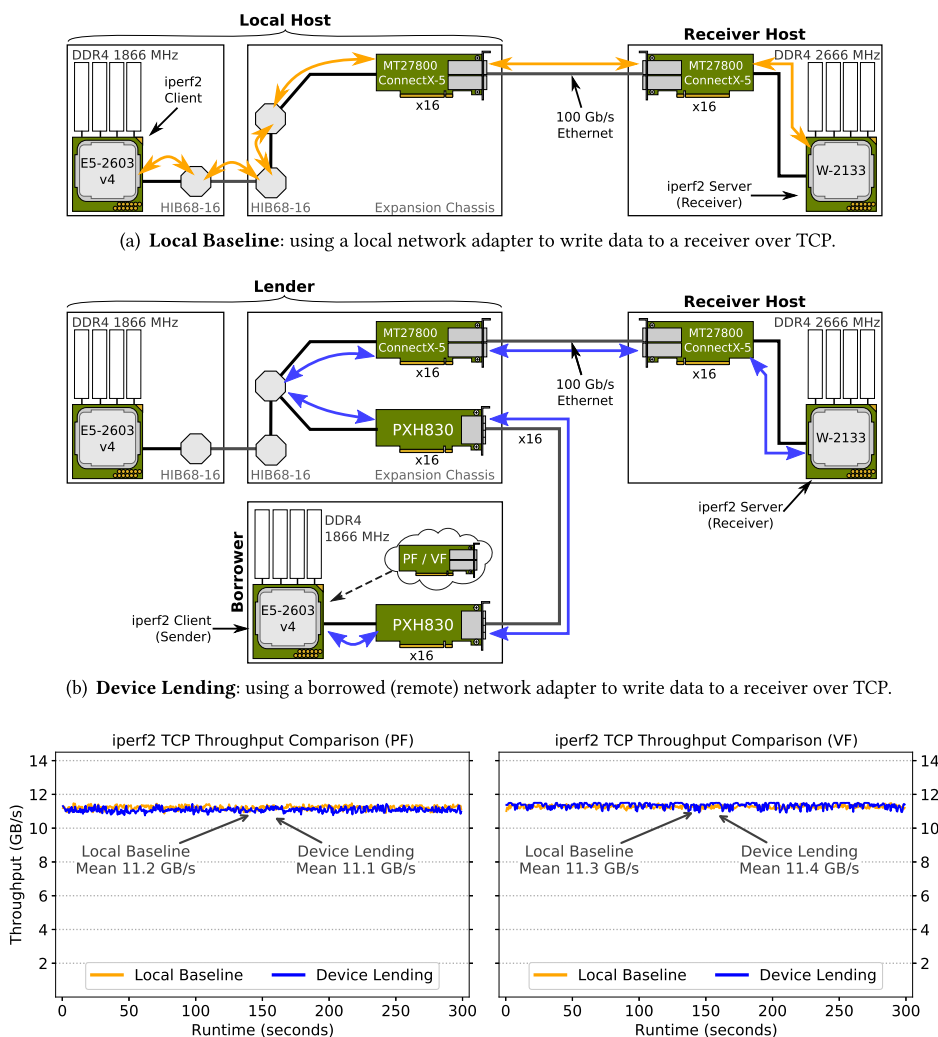 Local Host
Receiver Host
DDR4 1866 MHz
DDR4 2666 MHz
iperf2
Client
MT27800
ConnectX-5
x16
MT27800
ConnectX-5
x16
100 Gb/s
Ethernet
E5-2603
v4
W-2133
iperf2 Server
(Receiver)
HIB68-16
HIB68-16
Expansion Chassis
(a) Local Baseline: using a local network adapter to write data to a receiver over TCP.
Lender
Receiver Host
DDR4 1866 MHz
DDR4 2666 MHz
MT27800
ConnectX-5
x16
MT27800
ConnectX-5
x16
100 Gb/s
Ethernet
E5-2603
v4
PXH830
x16
x16
W-2133
HIB68-16
HIB68-16
Expansion Chassis
iperf2 Server
(Receiver)
Borrower
DDR4
1866 MHz
PF / VF
iperf2 Client
(Sender)
E5-2603
v4
PXH830
x16
(b) Device Lending: using a borrowed (remote) network adapter to write data to a receiver over TCP.
iperf2 TCP Throughput Comparison (PF)
Throughput (GB/s)
14
12
10
8
6
4
2
Local Baseline
Mean 11.2 GB/s
Device Lending
Mean 11.1 GB/s
Local Baseline
Device Lending
0 50 100 150 200 250 300
Runtime (seconds)
iperf2 TCP Throughput Comparison (VF)
14
12
10
8
6
4
2
Local Baseline
Mean 11.3 GB/s
Device Lending
Mean 11.4 GB/s
Local Baseline
Device Lending
0 50 100 150 200 250 300
Runtime (seconds)